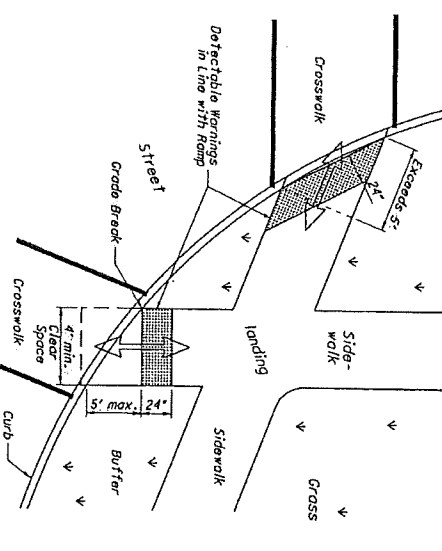 Detectable Warnings
in Line with Ramp
Crosswalk
Street
Grade Break
24"
Exceeds 5'
Side-
walk
landing
Crosswalk
4' min.
Clear
Space
5' max.
24"
Sidewalk
Grass
Buffer
Curb